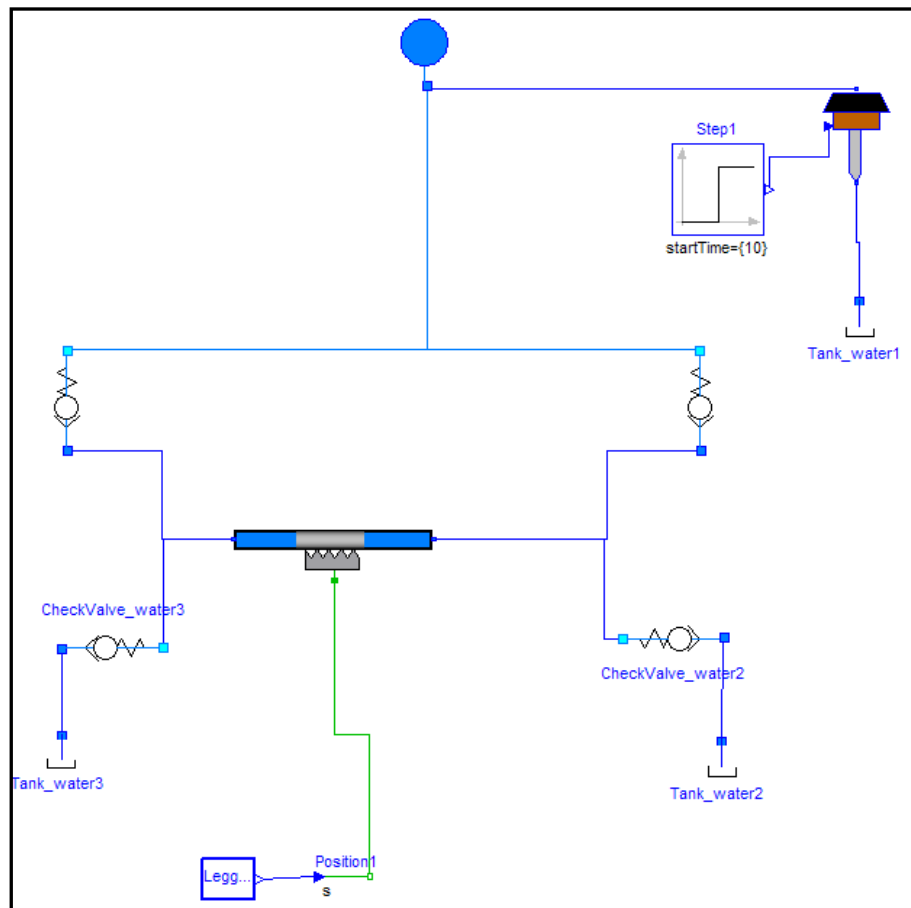 Step1
startTime={10}
Tank_water1
CheckValve_water3
CheckValve_water2
Tank_water3
Tank_water2
Position1
Legg...
s